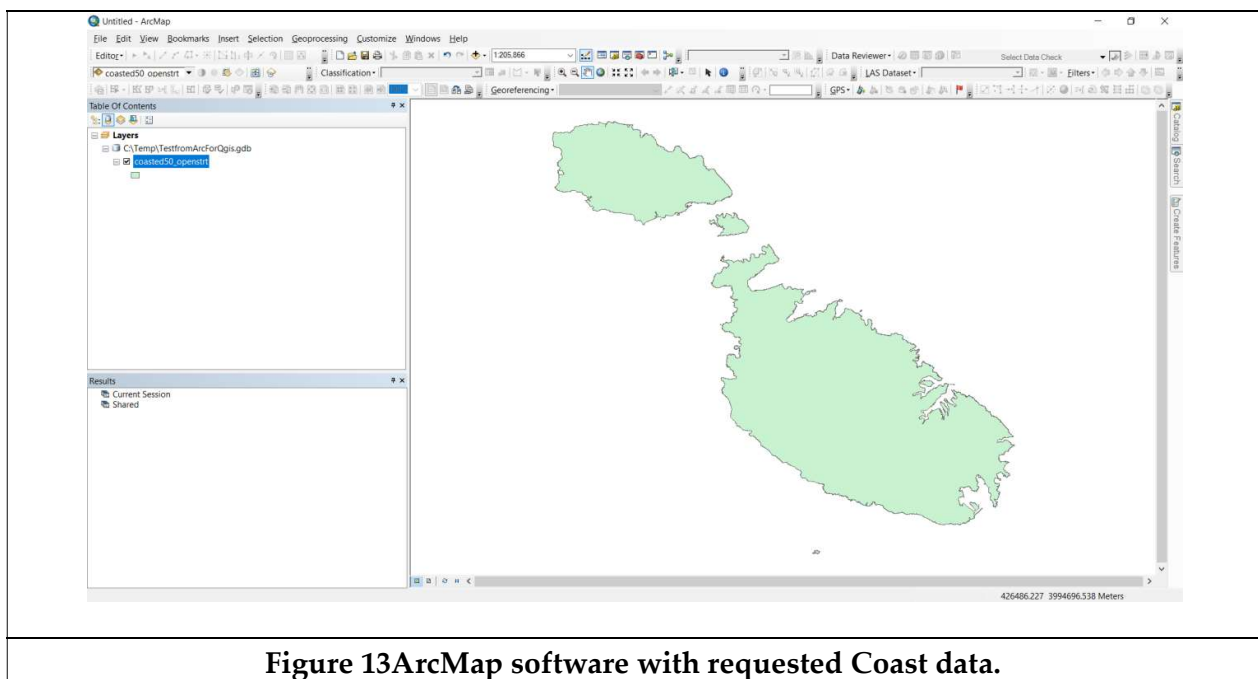 Untitled - ArcMap
File Edit View Bookmarks Insert Selection Geoprocessing Customize Windows Help
Editor 1:205,866 Data Reviewer Select Data Check
coasted50 openstrt Classification LAS Dataset Filters
Georeferencing GPS
Table Of Contents
Layers
C:\Temp\TestfromArcForQgis.gdb
coasted50_openstrt
Results
Current Session
Shared
Catalog
Search
Create Features
426486.227 3994696.538 Meters
Figure 13ArcMap software with requested Coast data.